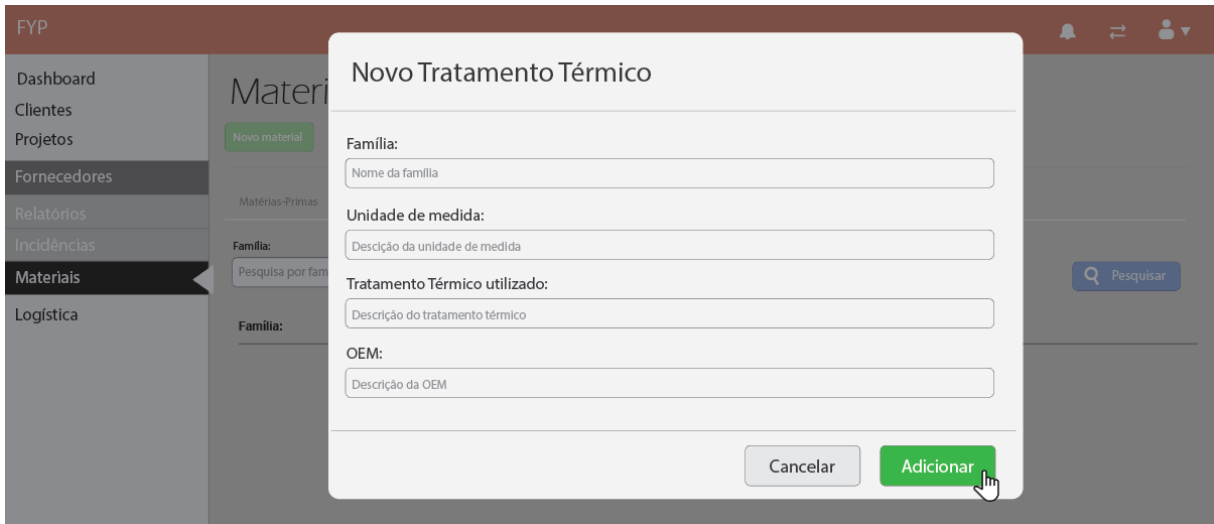 FYP
Dashboard
Clientes
Projetos
Fornecedores
Relatórios
Incidências
Materiais
Logística
Materi
Novo material
Matérias-Primas
Família:
Pesquisa por fam
Pesquisar
Família:
Novo Tratamento Térmico
Família:
Nome da família
Unidade de medida:
Descição da unidade de medida
Tratamento Térmico utilizado:
Descrição do tratamento térmico
OEM:
Descrição da OEM
Cancelar
Adicionar